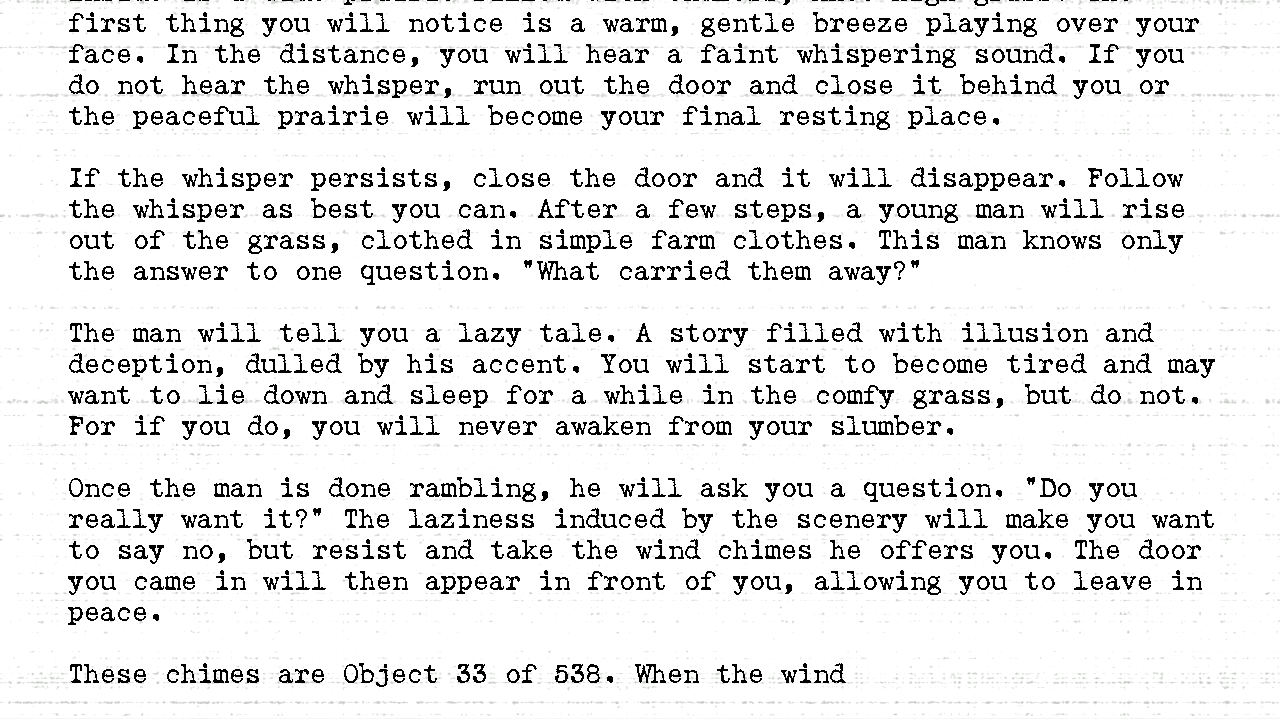 first thing you will notice is a warm, gentle breeze playing over your
face. In the distance, you will hear a faint whispering sound. If you
do not hear the whisper, run out the door and close it behind you or
the peaceful prairie will become your final resting place.
If the whisper persists, close the door and it will disappear. Follow
the whisper as best you can. After a few steps, a young man will rise
out of the grass, clothed in simple farm clothes. This man knows only
the answer to one question. "What carried them away?"
The man will tell you a lazy tale. A story filled with illusion and
deception, dulled by his accent. You will start to become tired and may
want to lie down and sleep for a while in the comfy grass, but do not.
For if you do, you will never awaken from your slumber.
Once the man is done rambling, he will ask you a question. "Do you
really want it?" The laziness induced by the scenery will make you want
to say no, but resist and take the wind chimes he offers you. The door
you came in will then appear in front of you, allowing you to leave in
peace.
These chimes are Object 33 of 538. When the wind